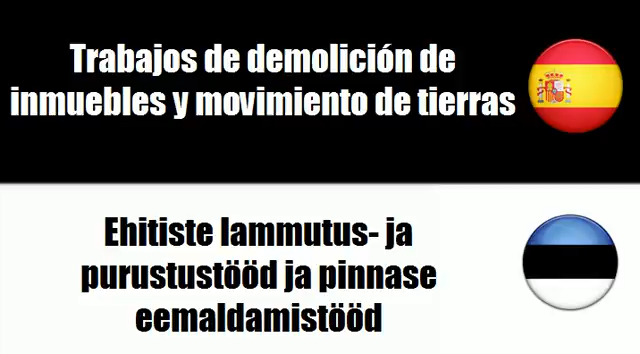 Trabajos de demolición de
inmuebles y movimiento de tierras
Ehitiste lammutus- ja
purustustööd ja pinnase
eemaldamistööd